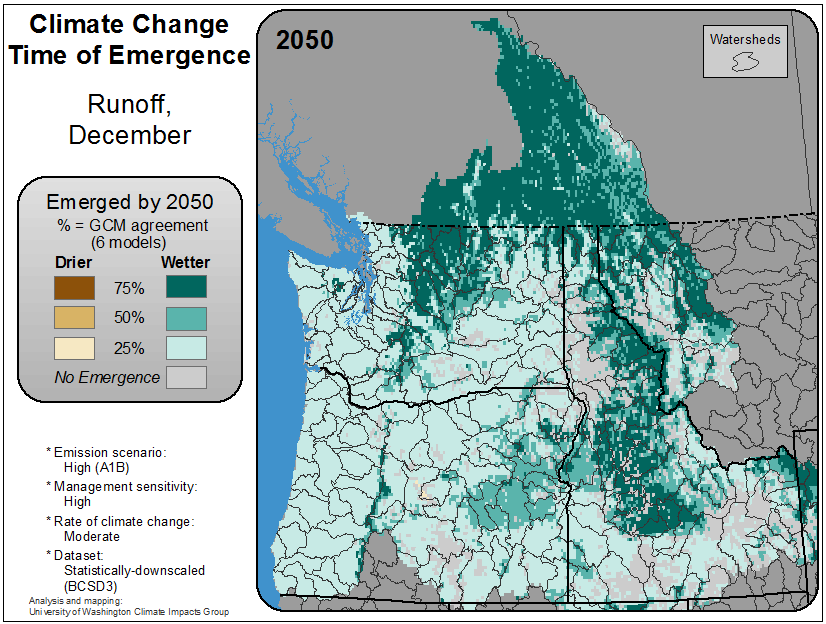 Climate Change
Time of Emergence
Runoff,
December
Emerged by 2050
% = GCM agreement
(6 models)
Drier Wetter
75%
50%
25%
No Emergence
* Emission scenario:
High (A1B)
* Management sensitivity:
High
* Rate of climate change:
Moderate
* Dataset:
Statistically-downscaled
(BCSD3)
Analysis and mapping:
University of Washington Climate Impacts Group
2050
Watersheds